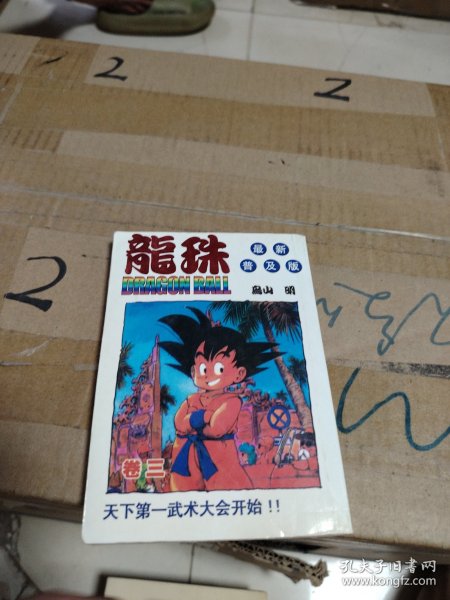 2
2
2
龍珠
最新
普及版
DRAGON BALL
鳥山 明
卷三
天下第一武术大会开始!!
孔夫子旧书网
www.kongfz.com